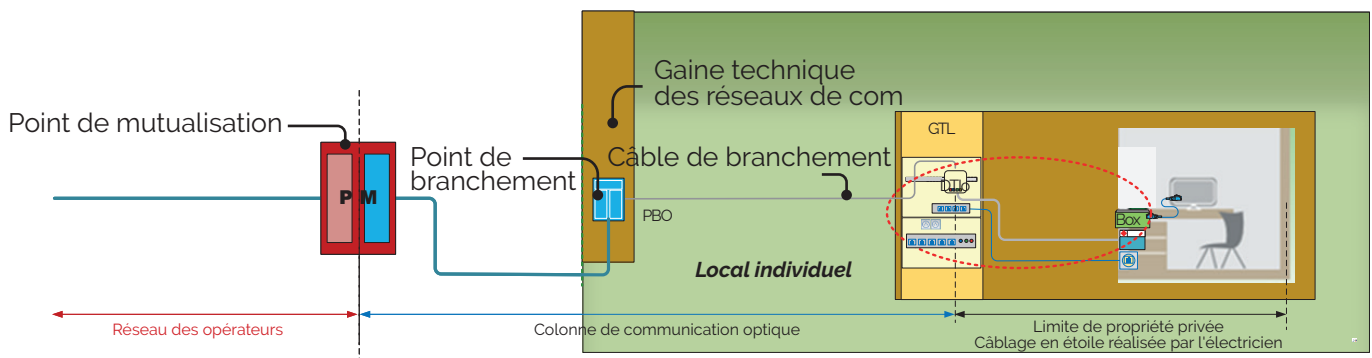 Gaine technique
des réseaux de com
Point de mutualisation
GTL
Point de
branchement
Câble de branchement
DTIo
P M
PBO
Box
Local individuel
Réseau des opérateurs
Colonne de communication optique
Limite de propriété privée
Câblage en étoile réalisée par l'électricien